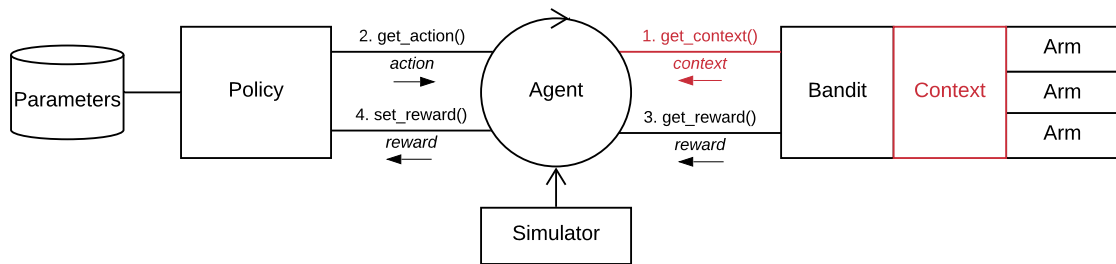 Parameters
Policy
2. get_action()
action
4. set_reward()
reward
Agent
Simulator
1. get_context()
context
3. get_reward()
reward
Bandit
Context
Arm
Arm
Arm